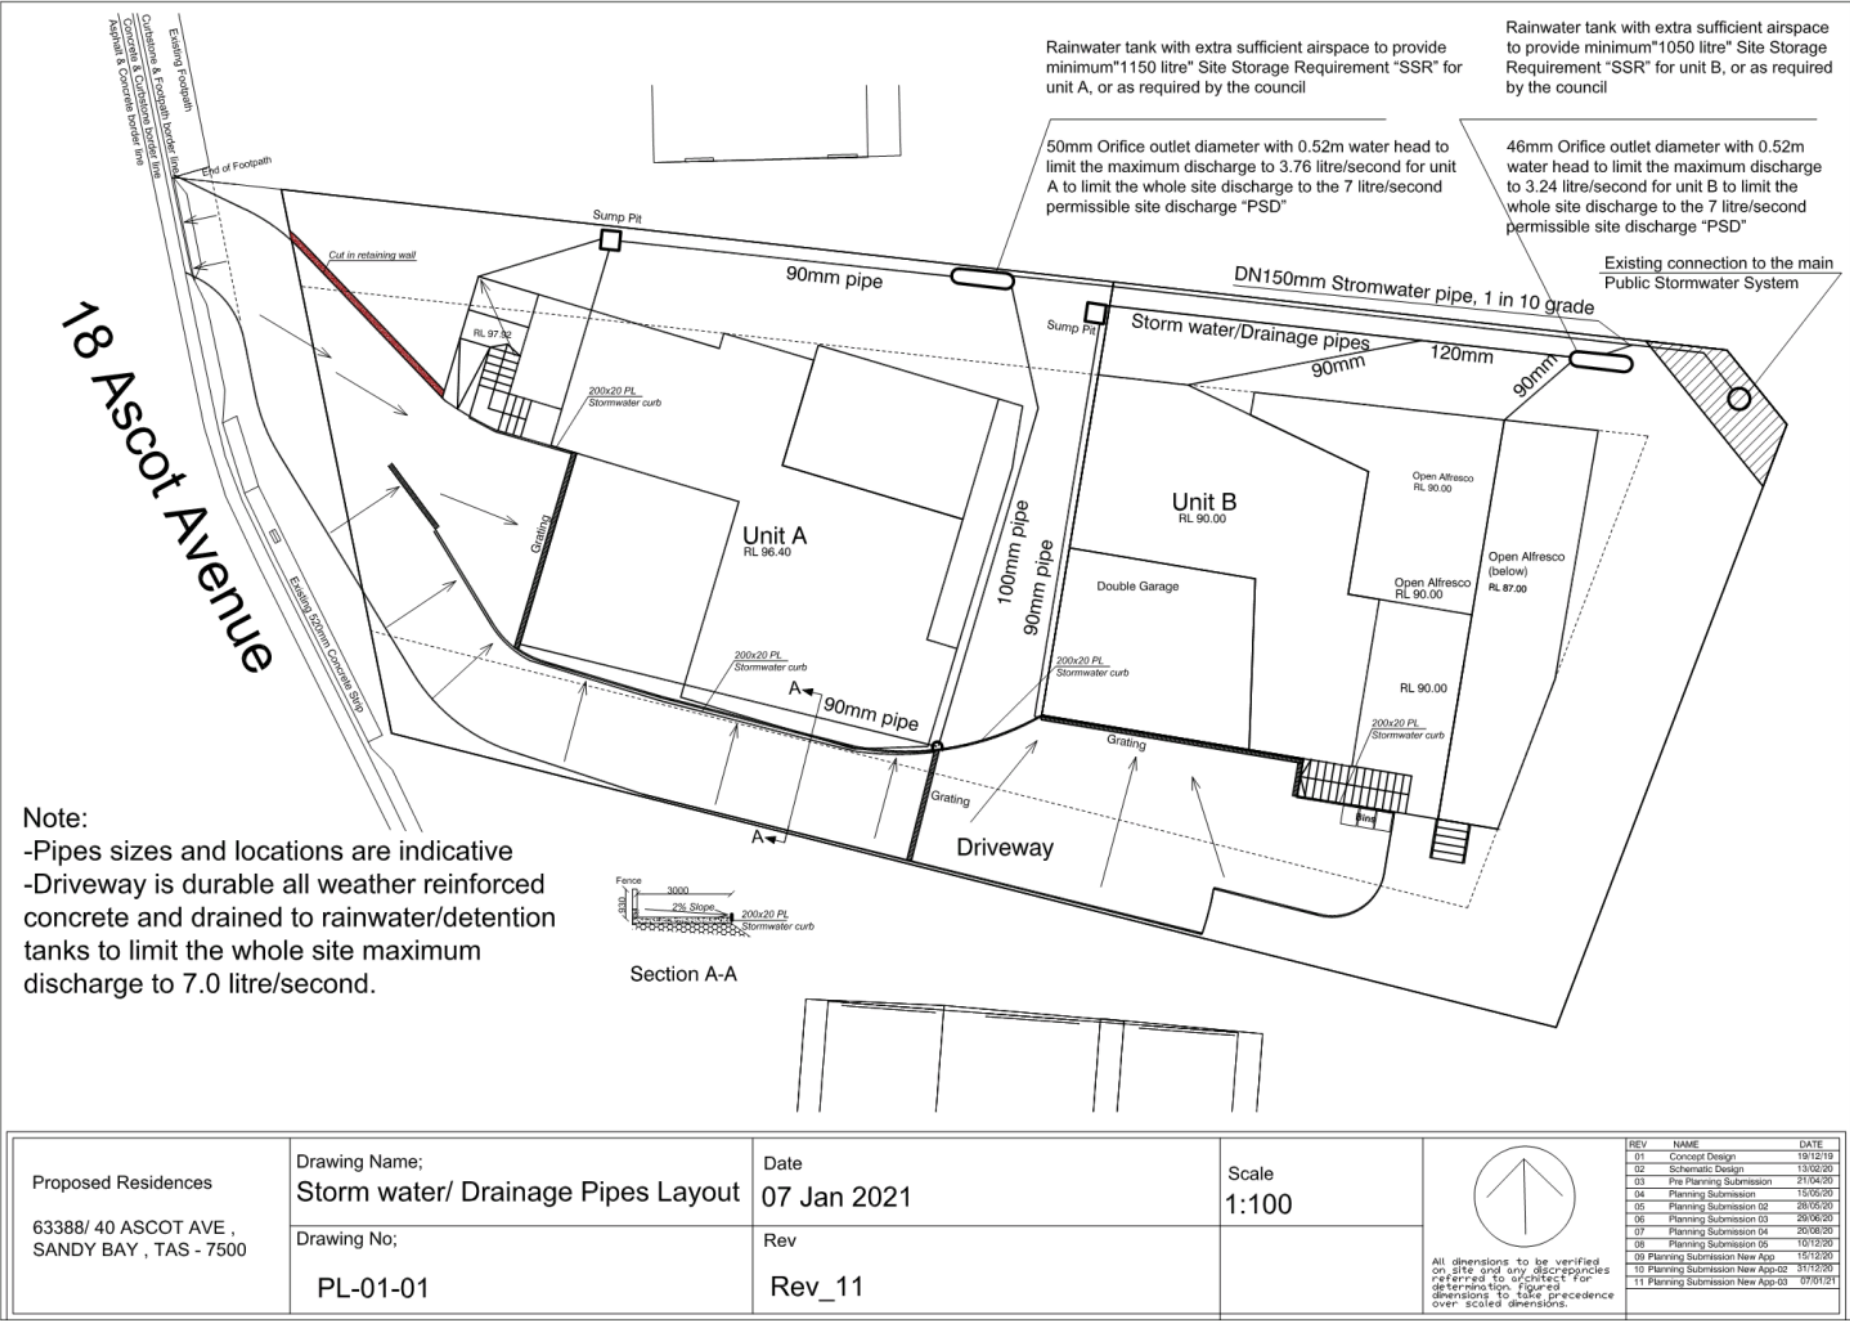 Asphalt & Concrete border line
Concrete & Curbstone border line
Curbstone & Footpath border line
Existing Footpath
End of Footpath
Rainwater tank with extra sufficient airspace to provide
minimum"1150 litre" Site Storage Requirement “SSR” for
unit A, or as required by the council
50mm Orifice outlet diameter with 0.52m water head to
limit the maximum discharge to 3.76 litre/second for unit
A to limit the whole site discharge to the 7 litre/second
permissible site discharge “PSD”
Rainwater tank with extra sufficient airspace
to provide minimum"1050 litre" Site Storage
Requirement “SSR” for unit B, or as required
by the council
46mm Orifice outlet diameter with 0.52m
water head to limit the maximum discharge
to 3.24 litre/second for unit B to limit the
whole site discharge to the 7 litre/second
permissible site discharge “PSD”
Existing connection to the main
Public Stormwater System
Sump Pit
Cut in retaining wall
90mm pipe
DN150mm Stromwater pipe, 1 in 10 grade
Sump Pit
Storm water/Drainage pipes
90mm
120mm
90mm
RL 97.92
200x20 PL
Stormwater curb
18 Ascot Avenue
Grating
Unit A
RL 96.40
100mm pipe
90mm pipe
Unit B
RL 90.00
Open Alfresco
RL 90.00
Open Alfresco
(below)
RL 87.00
Open Alfresco
RL 90.00
Double Garage
Existing 520mm Concrete Strip
200x20 PL
Stormwater curb
200x20 PL
Stormwater curb
A
90mm pipe
RL 90.00
200x20 PL
Stormwater curb
Grating
Grating
Bins
A
Driveway
Note:
-Pipes sizes and locations are indicative
-Driveway is durable all weather reinforced
concrete and drained to rainwater/detention
tanks to limit the whole site maximum
discharge to 7.0 litre/second.
Fence
3000
930
2% Slope
200x20 PL
Stormwater curb
Section A-A
Proposed Residences
63388/ 40 ASCOT AVE ,
SANDY BAY , TAS - 7500
Drawing Name;
Storm water/ Drainage Pipes Layout
Drawing No;
PL-01-01
Date
07 Jan 2021
Rev
Rev_11
Scale
1:100
All dimensions to be verified
on site and any discrepancies
referred to architect for
determination. figured
dimensions to take precedence
over scaled dimensions.
REV NAME DATE
01 Concept Design 19/12/19
02 Schematic Design 13/02/20
03 Pre Planning Submission 21/04/20
04 Planning Submission 15/05/20
05 Planning Submission 02 28/05/20
06 Planning Submission 03 29/06/20
07 Planning Submission 04 20/08/20
08 Planning Submission 05 10/12/20
09 Planning Submission New App 15/12/20
10 Planning Submission New App-02 31/12/20
11 Planning Submission New App-03 07/01/21